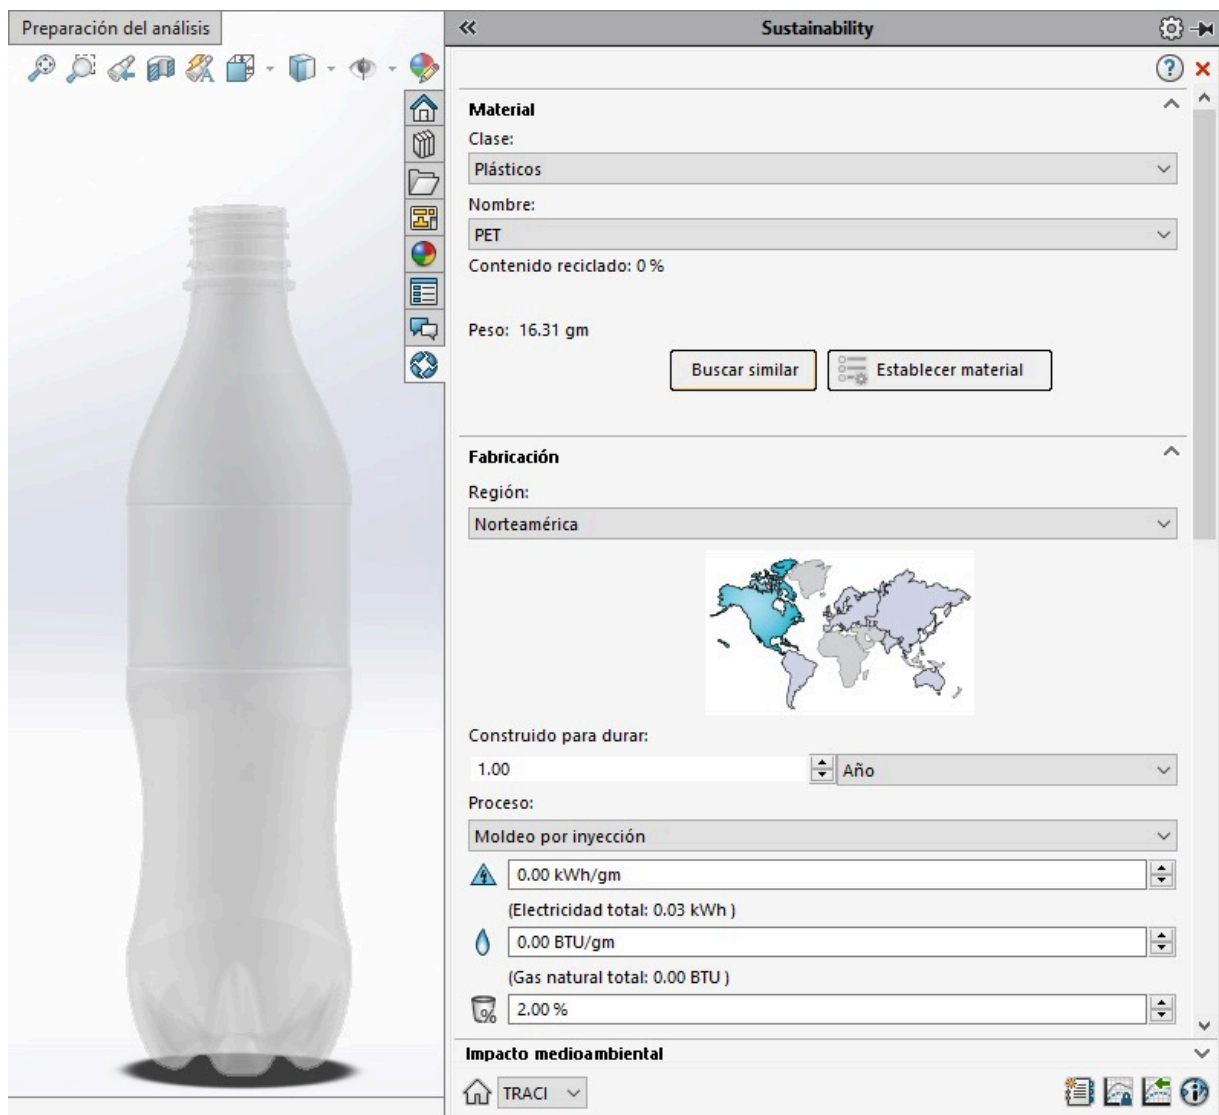 Preparación del análisis
Sustainability
Material
Clase:
Plásticos
Nombre:
PET
Contenido reciclado: 0 %
Peso: 16.31 gm
Buscar similar
Establecer material
Fabricación
Región:
Norteamérica
Construido para durar:
1.00
Año
Proceso:
Moldeo por inyección
0.00 kWh/gm
(Electricidad total: 0.03 kWh )
0.00 BTU/gm
(Gas natural total: 0.00 BTU )
%
2.00 %
Impacto medioambiental
TRACI